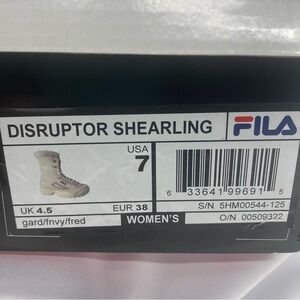 DISRUPTOR SHEARLING FILA
USA
7
6 33641 99691 5
UK 4.5 EUR 38 S/N 5HM00544-125
gard/fnvy/fred WOMEN'S O/N 00509322